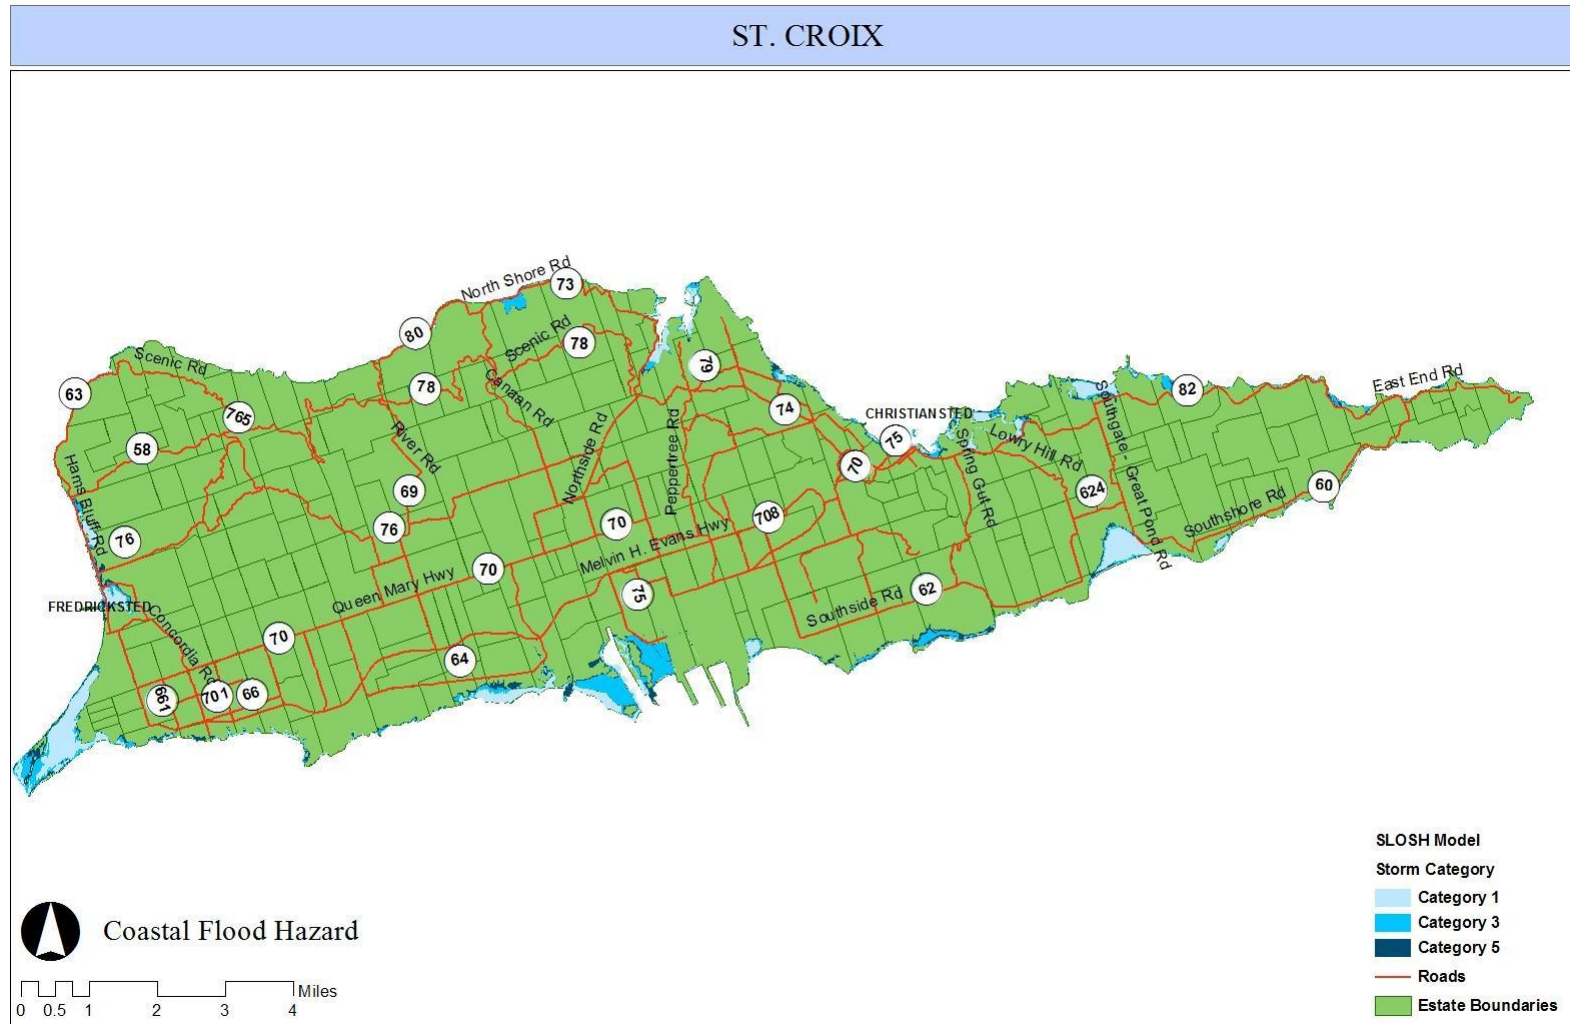 ST. CROIX
North Shore Rd
73
80
Scenic Rd
78
Scenic Rd
63
78
79
Canaan Rd
765
58
74
CHRISTIANSTED
75
82
East End Rd
Southgate - Great Pond Rd
Lowry Hill Rd
Spring Gut Rd
River Rd
Northside Rd
Peppertree Rd
70
Hams Bluff Rd
69
624
60
Southshore Rd
76
76
70
708
Melvin H. Evans Hwy
70
Queen Mary Hwy
75
62
Southside Rd
FREDRICKSTED
Concordia Rd
70
64
661
701
66
SLOSH Model
Storm Category
Category 1
Category 3
Category 5
Roads
Estate Boundaries
Coastal Flood Hazard
Miles
0 0.5 1 2 3 4